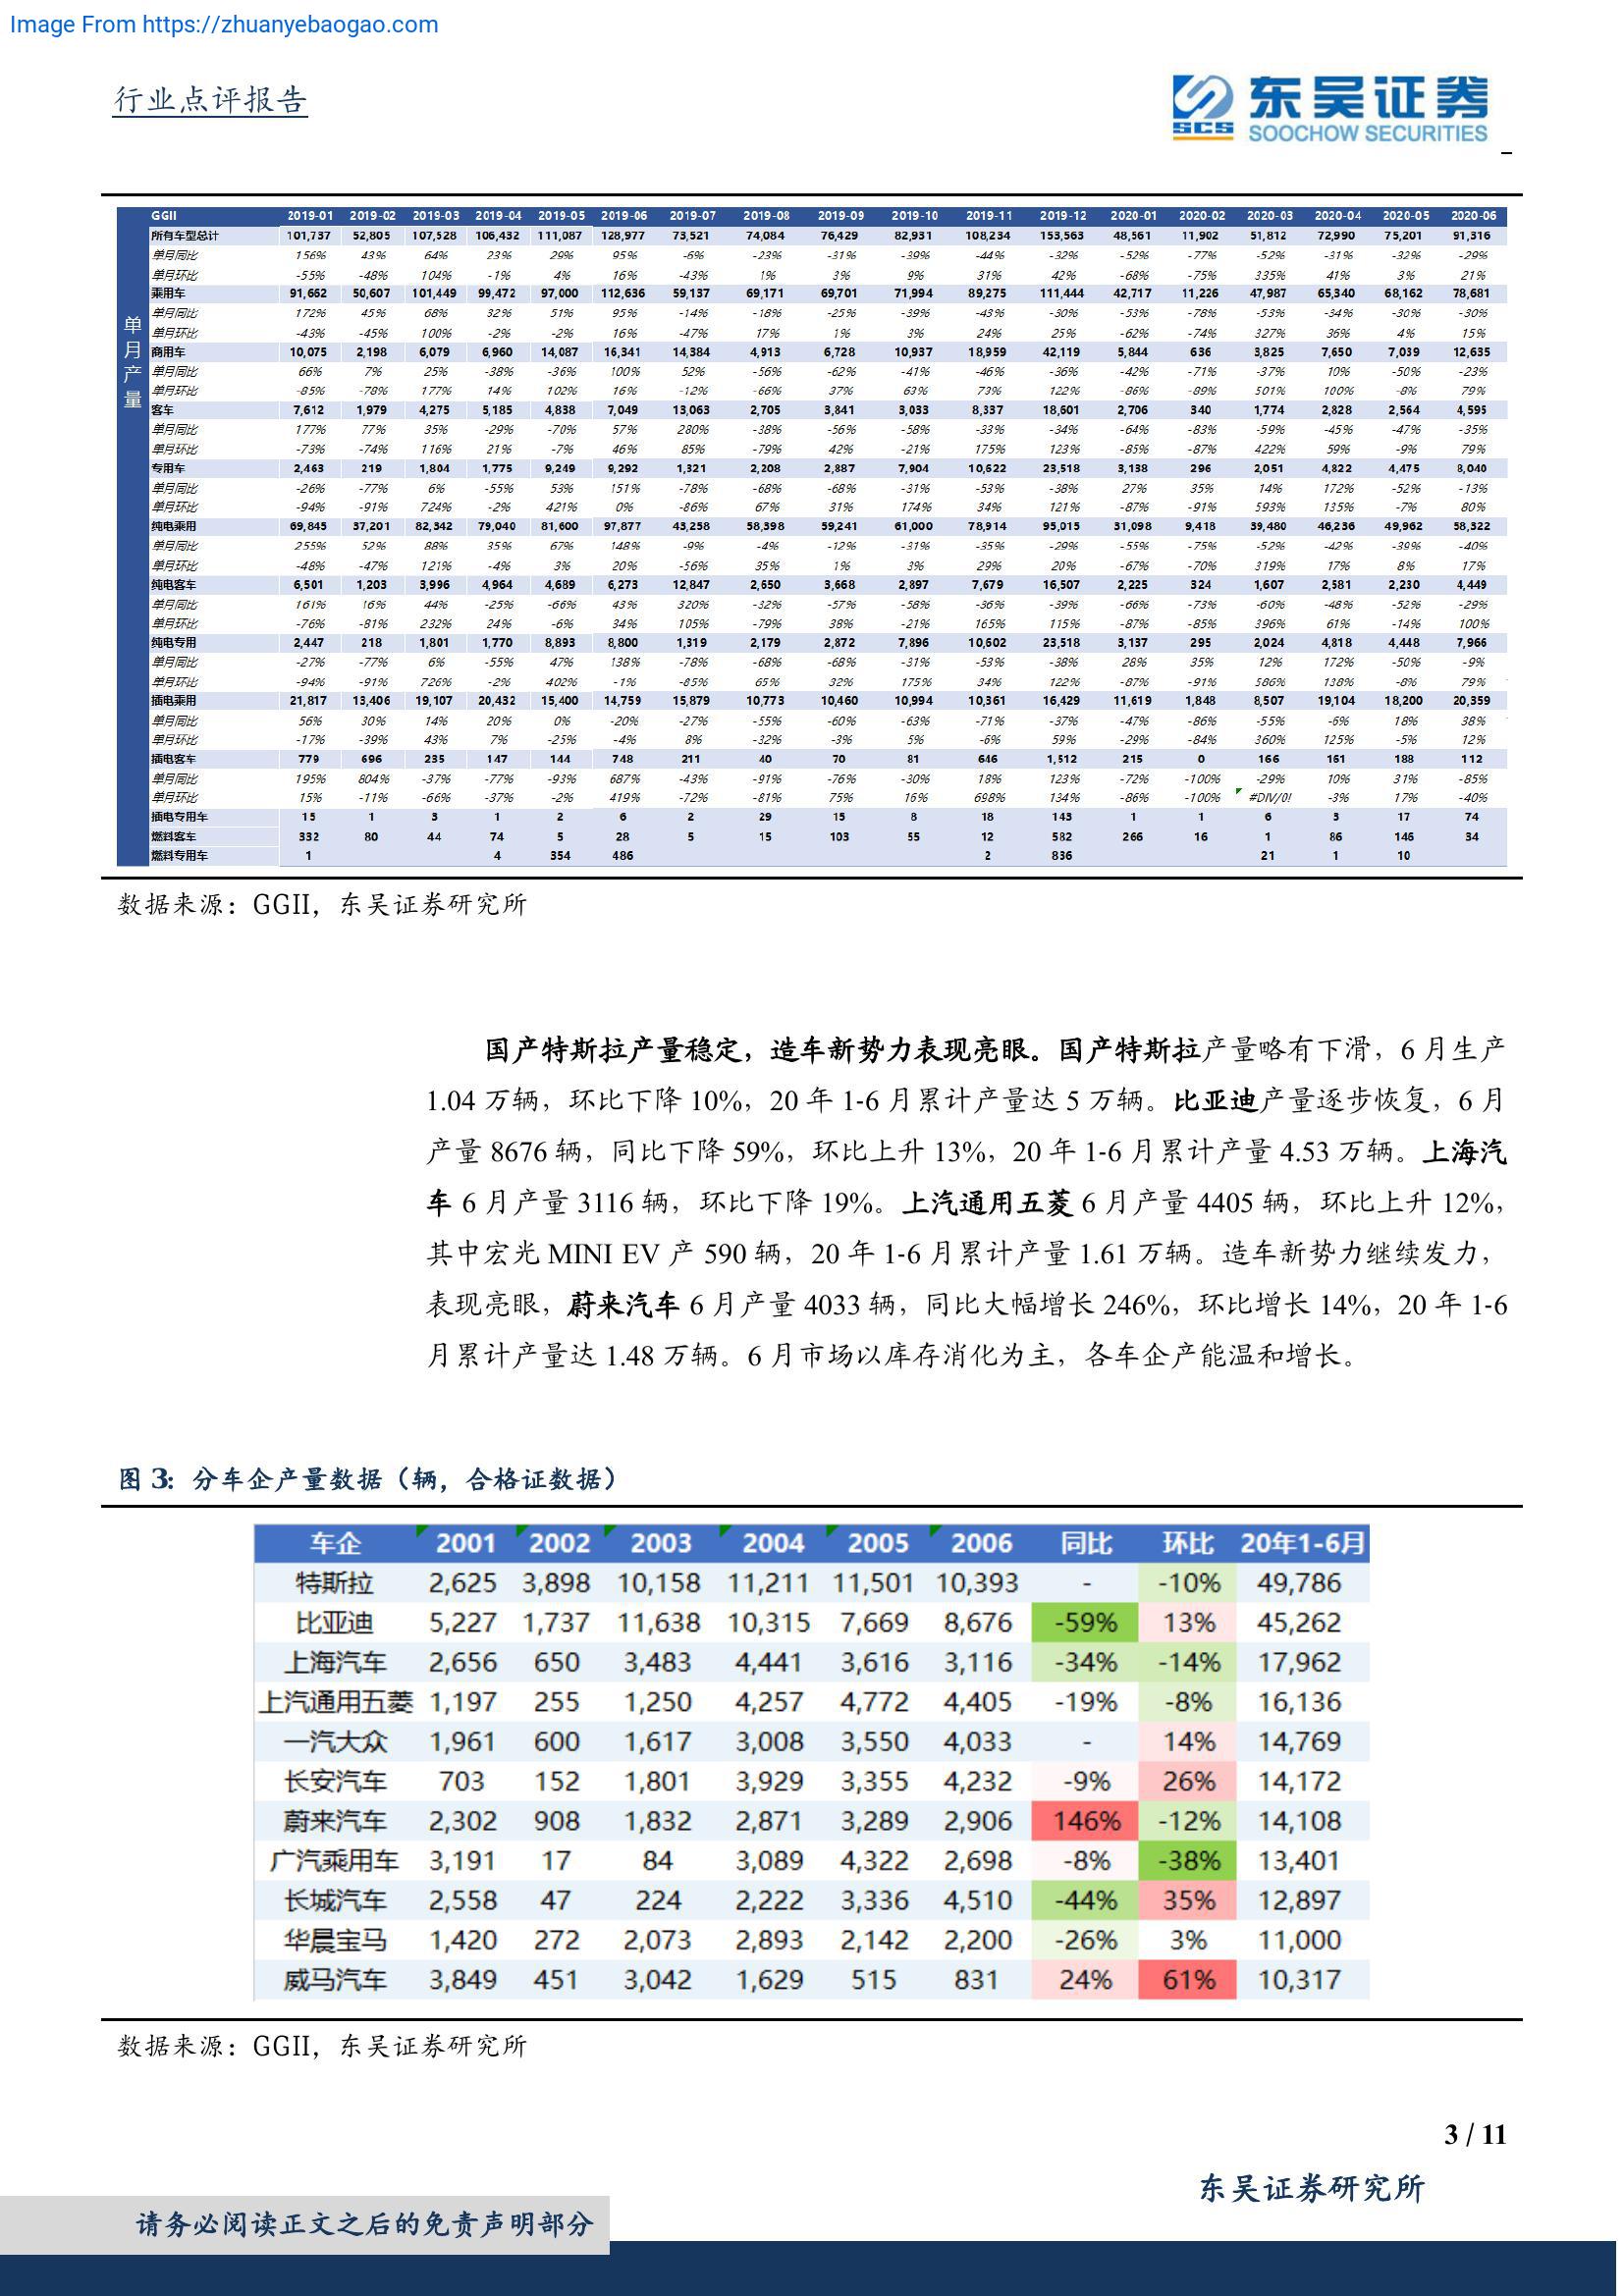 Image From https://zhuanyebaogao.com
行业点评报告
东吴证券
SCS
SOOCHOW SECURITIES
单月产量
GGII 2019-01 2019-02 2019-03 2019-04 2019-05 2019-06 2019-07 2019-08 2019-09 2019-10 2019-11 2019-12 2020-01 2020-02 2020-03 2020-04 2020-05 2020-06
所有车型总计 101,737 52,805 107,528 106,432 111,087 128,977 73,521 74,084 76,429 82,931 108,234 153,563 48,561 11,902 51,812 72,990 75,201 91,316
单月同比 156% 43% 64% 23% 29% 95% -6% -23% -31% -39% -44% -32% -52% -77% -52% -31% -32% -29%
单月环比 -55% -48% 104% -1% 4% 16% -43% 1% 3% 9% 31% 42% -68% -75% 335% 41% 3% 21%
乘用车 91,662 50,607 101,449 99,472 97,000 112,636 59,137 69,171 69,701 71,994 89,275 111,444 42,717 11,226 47,987 65,340 68,162 78,681
单月同比 172% 45% 68% 32% 51% 95% -14% -18% -25% -39% -43% -30% -53% -78% -53% -34% -30% -30%
单月环比 -43% -45% 100% -2% -2% 16% -47% 17% 1% 3% 24% 25% -62% -74% 327% 36% 4% 15%
商用车 10,075 2,198 6,079 6,960 14,087 16,341 14,384 4,913 6,728 10,937 18,959 42,119 5,844 636 3,825 7,650 7,039 12,635
单月同比 66% 7% 25% -38% -36% 100% 52% -56% -62% -41% -46% -36% -42% -71% -37% 10% -50% -23%
单月环比 -85% -78% 177% 14% 102% 16% -12% -66% 37% 63% 73% 122% -86% -89% 501% 100% -8% 79%
客车 7,612 1,979 4,275 5,185 4,838 7,049 13,063 2,705 3,841 3,033 8,337 18,601 2,706 340 1,774 2,828 2,564 4,595
单月同比 177% 77% 35% -29% -70% 57% 280% -38% -56% -58% -33% -34% -64% -83% -59% -45% -47% -35%
单月环比 -73% -74% 116% 21% -7% 46% 85% -79% 42% -21% 175% 123% -85% -87% 422% 59% -9% 79%
专用车 2,463 219 1,804 1,775 9,249 9,292 1,321 2,208 2,887 7,904 10,622 23,518 3,138 296 2,051 4,822 4,475 8,040
单月同比 -26% -77% 6% -55% 53% 151% -78% -68% -68% -31% -53% -38% 27% 35% 14% 172% -52% -13%
单月环比 -94% -91% 724% -2% 421% 0% -86% 67% 31% 174% 34% 121% -87% -91% 593% 135% -7% 80%
纯电乘用 69,845 37,201 82,342 79,040 81,600 97,877 43,258 58,398 59,241 61,000 78,914 95,015 31,098 9,418 39,480 46,236 49,962 58,322
单月同比 255% 52% 88% 35% 67% 148% -9% -4% -12% -31% -35% -29% -55% -75% -52% -42% -39% -40%
单月环比 -48% -47% 121% -4% 3% 20% -56% 35% 1% 3% 29% 20% -67% -70% 319% 17% 8% 17%
纯电客车 6,501 1,203 3,996 4,964 4,689 6,273 12,847 2,650 3,668 2,897 7,679 16,507 2,225 324 1,607 2,581 2,230 4,449
单月同比 161% 16% 44% -25% -66% 43% 320% -32% -57% -58% -36% -39% -66% -73% -60% -48% -52% -29%
单月环比 -76% -81% 232% 24% -6% 34% 105% -79% 38% -21% 165% 115% -87% -85% 396% 61% -14% 100%
纯电专用 2,447 218 1,801 1,770 8,893 8,800 1,319 2,179 2,872 7,896 10,602 23,518 3,137 295 2,024 4,818 4,448 7,966
单月同比 -27% -77% 6% -55% 47% 138% -78% -68% -68% -31% -53% -38% 28% 35% 12% 172% -50% -9%
单月环比 -94% -91% 726% -2% 402% -1% -85% 65% 32% 175% 34% 122% -87% -91% 586% 138% -8% 79%
插电乘用 21,817 13,406 19,107 20,432 15,400 14,759 15,879 10,773 10,460 10,994 10,361 16,429 11,619 1,848 8,507 19,104 18,200 20,359
单月同比 56% 30% 14% 20% 0% -20% -27% -55% -60% -63% -71% -37% -47% -86% -55% -6% 18% 38%
单月环比 -17% -39% 43% 7% -25% -4% 8% -32% -3% 5% -6% 59% -29% -84% 360% 125% -5% 12%
插电客车 779 696 235 147 144 748 211 40 70 81 646 1,512 215 0 166 161 188 112
单月同比 195% 804% -37% -77% -93% 687% -43% -91% -76% -30% 18% 123% -72% -100% -29% 10% 31% -85%
单月环比 15% -11% -66% -37% -2% 419% -72% -81% 75% 16% 698% 134% -86% -100% #DIV/0! -3% 17% -40%
插电专用车 15 1 3 1 2 6 2 29 15 8 18 143 1 1 6 3 17 74
燃料客车 332 80 44 74 5 28 5 15 103 55 12 582 266 16 1 86 146 34
燃料专用车 1 4 354 486 2 836 21 1 10
数据来源：GGII，东吴证券研究所
国产特斯拉产量稳定，造车新势力表现亮眼。国产特斯拉产量略有下滑，6 月生产
1.04 万辆，环比下降 10%，20 年 1-6 月累计产量达 5 万辆。比亚迪产量逐步恢复，6 月
产量 8676 辆，同比下降 59%，环比上升 13%，20 年 1-6 月累计产量 4.53 万辆。上海汽
车 6 月产量 3116 辆，环比下降 19%。上汽通用五菱 6 月产量 4405 辆，环比上升 12%，
其中宏光 MINI EV 产 590 辆，20 年 1-6 月累计产量 1.61 万辆。造车新势力继续发力，
表现亮眼，蔚来汽车 6 月产量 4033 辆，同比大幅增长 246%，环比增长 14%，20 年 1-6
月累计产量达 1.48 万辆。6 月市场以库存消化为主，各车企产能温和增长。
图 3：分车企产量数据（辆，合格证数据）
车企 2001 2002 2003 2004 2005 2006 同比 环比 20年1-6月
特斯拉 2,625 3,898 10,158 11,211 11,501 10,393 - -10% 49,786
比亚迪 5,227 1,737 11,638 10,315 7,669 8,676 -59% 13% 45,262
上海汽车 2,656 650 3,483 4,441 3,616 3,116 -34% -14% 17,962
上汽通用五菱 1,197 255 1,250 4,257 4,772 4,405 -19% -8% 16,136
一汽大众 1,961 600 1,617 3,008 3,550 4,033 - 14% 14,769
长安汽车 703 152 1,801 3,929 3,355 4,232 -9% 26% 14,172
蔚来汽车 2,302 908 1,832 2,871 3,289 2,906 146% -12% 14,108
广汽乘用车 3,191 17 84 3,089 4,322 2,698 -8% -38% 13,401
长城汽车 2,558 47 224 2,222 3,336 4,510 -44% 35% 12,897
华晨宝马 1,420 272 2,073 2,893 2,142 2,200 -26% 3% 11,000
威马汽车 3,849 451 3,042 1,629 515 831 24% 61% 10,317
数据来源：GGII，东吴证券研究所
3 / 11
东吴证券研究所
请务必阅读正文之后的免责声明部分